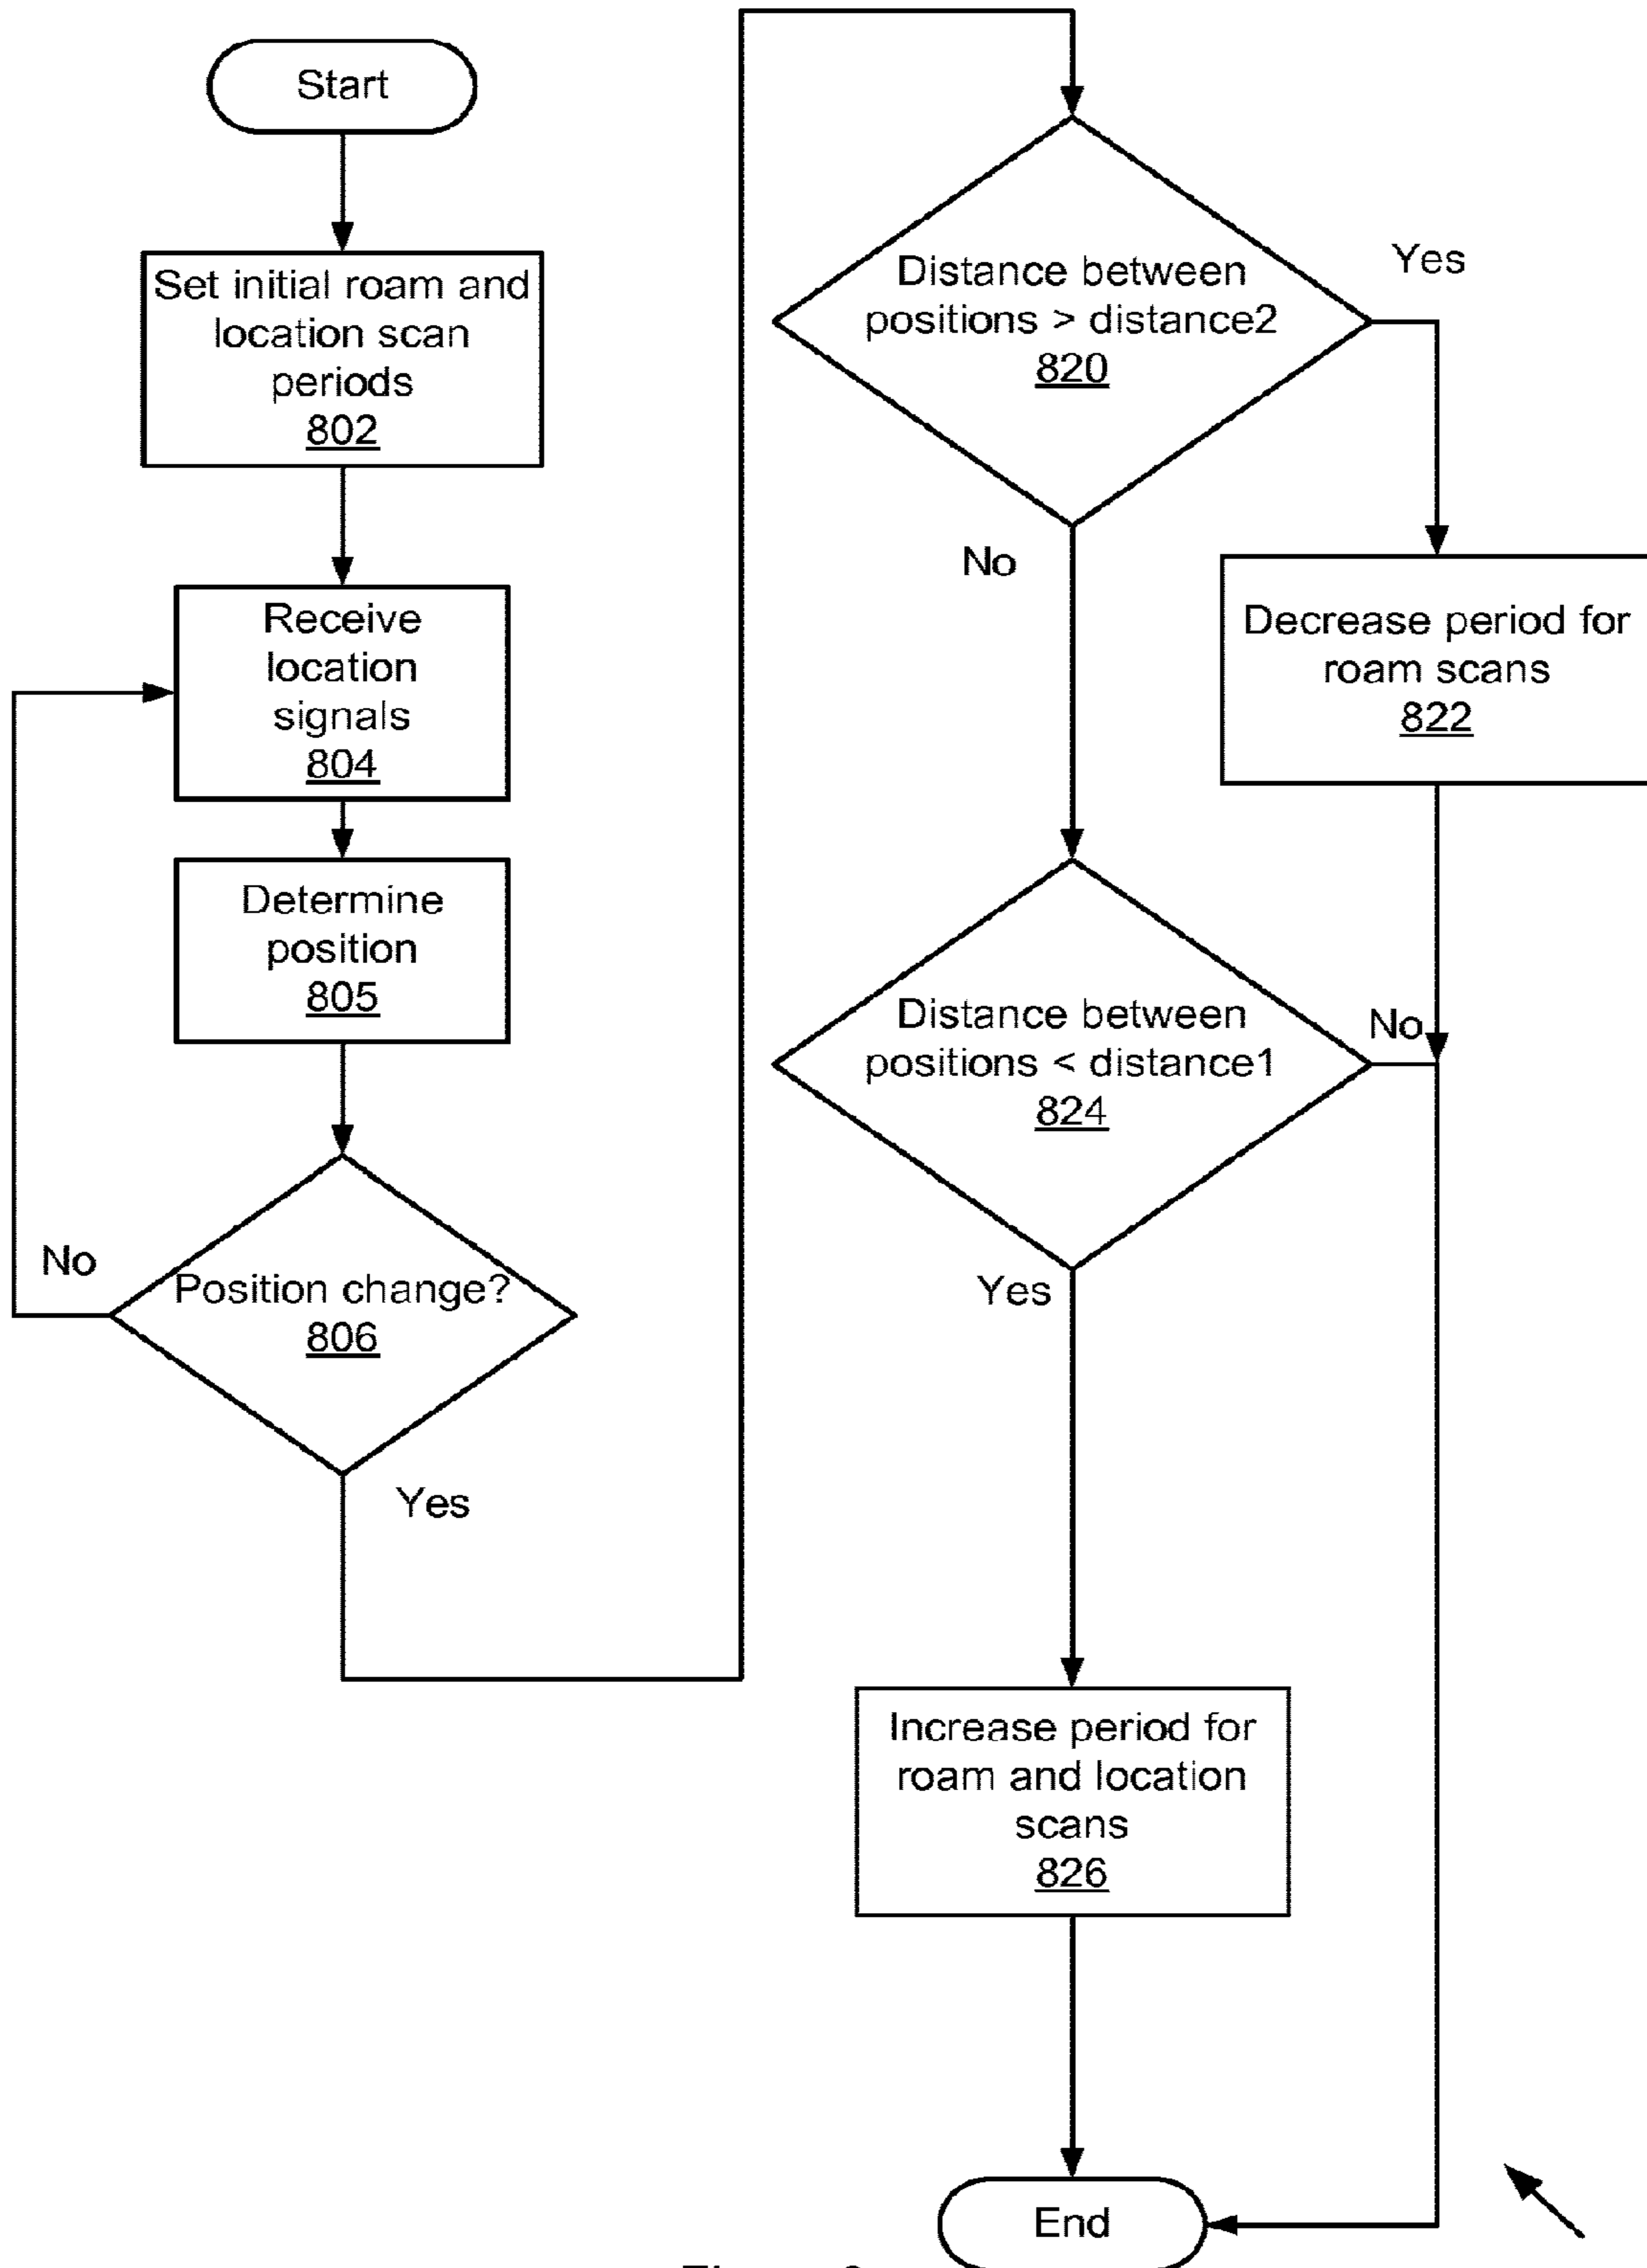 Start
Set initial roam and
location scan
periods
802
Receive
location
signals
804
Determine
position
805
No
Position change?
806
Yes
Distance between
positions > distance2
820
Yes
No
Decrease period for
roam scans
822
Distance between
positions < distance1
824
No
Yes
Increase period for
roam and location
scans
826
End